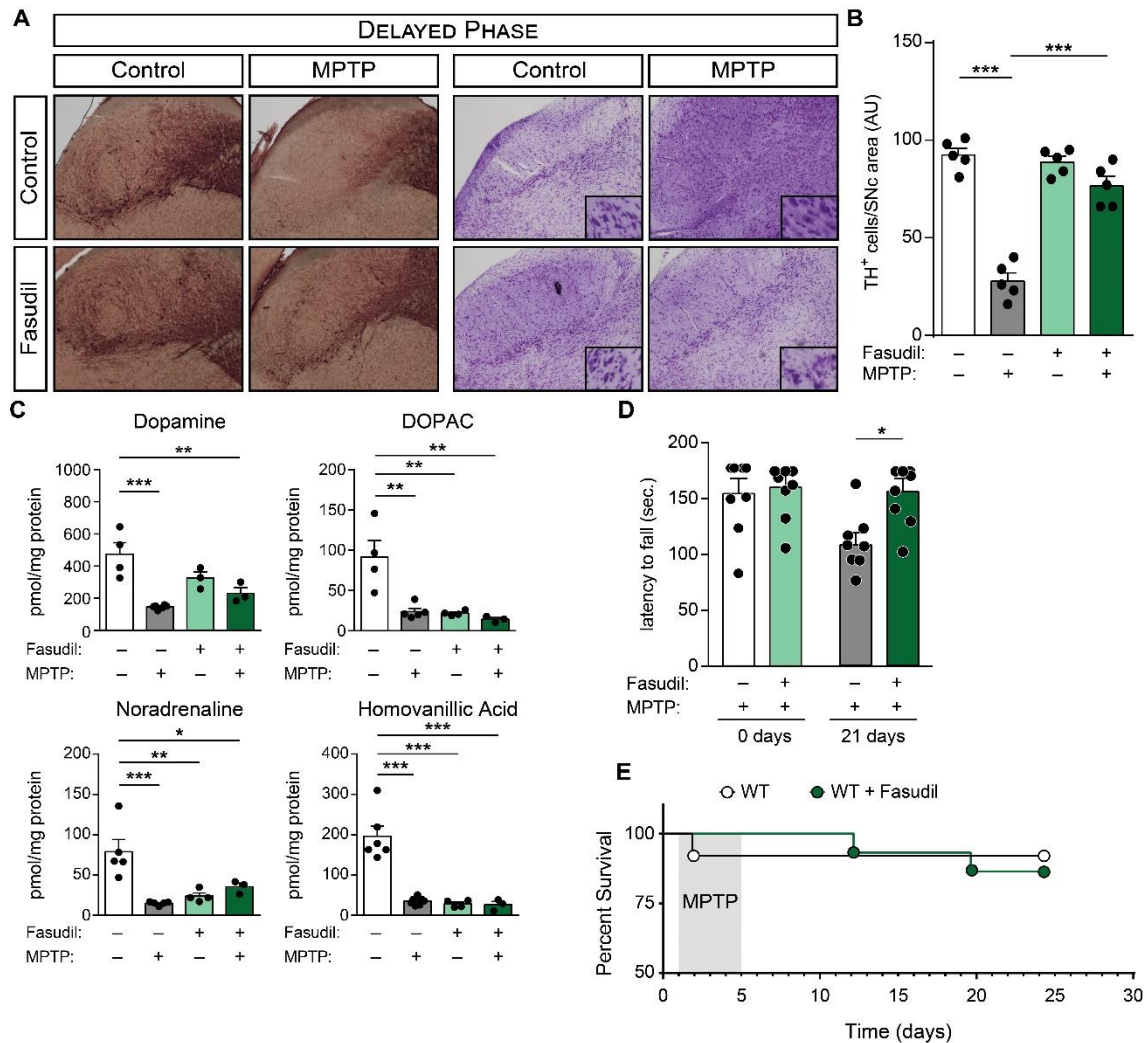 A
DELAYED PHASE
Control MPTP Control MPTP
Control
Fasudil
B
150
100
50
0
TH+ cells/SNc area (AU)
***
***
Fasudil: – – + +
MPTP: – + – +
C
Dopamine
1000
800
600
400
200
0
pmol/mg protein
**
***
Fasudil: – – + +
MPTP: – + – +
DOPAC
200
150
100
50
0
pmol/mg protein
**
**
**
Fasudil: – – + +
MPTP: – + – +
Noradrenaline
200
150
100
50
0
pmol/mg protein
*
**
***
Fasudil: – – + +
MPTP: – + – +
Homovanillic Acid
400
300
200
100
0
pmol/mg protein
***
***
***
Fasudil: – – + +
MPTP: – + – +
D
200
150
100
50
0
latency to fall (sec.)
*
Fasudil: – + – +
MPTP: + + + +
0 days 21 days
E
WT WT + Fasudil
100
75
50
Percent Survival
MPTP
0 5 10 15 20 25 30
Time (days)